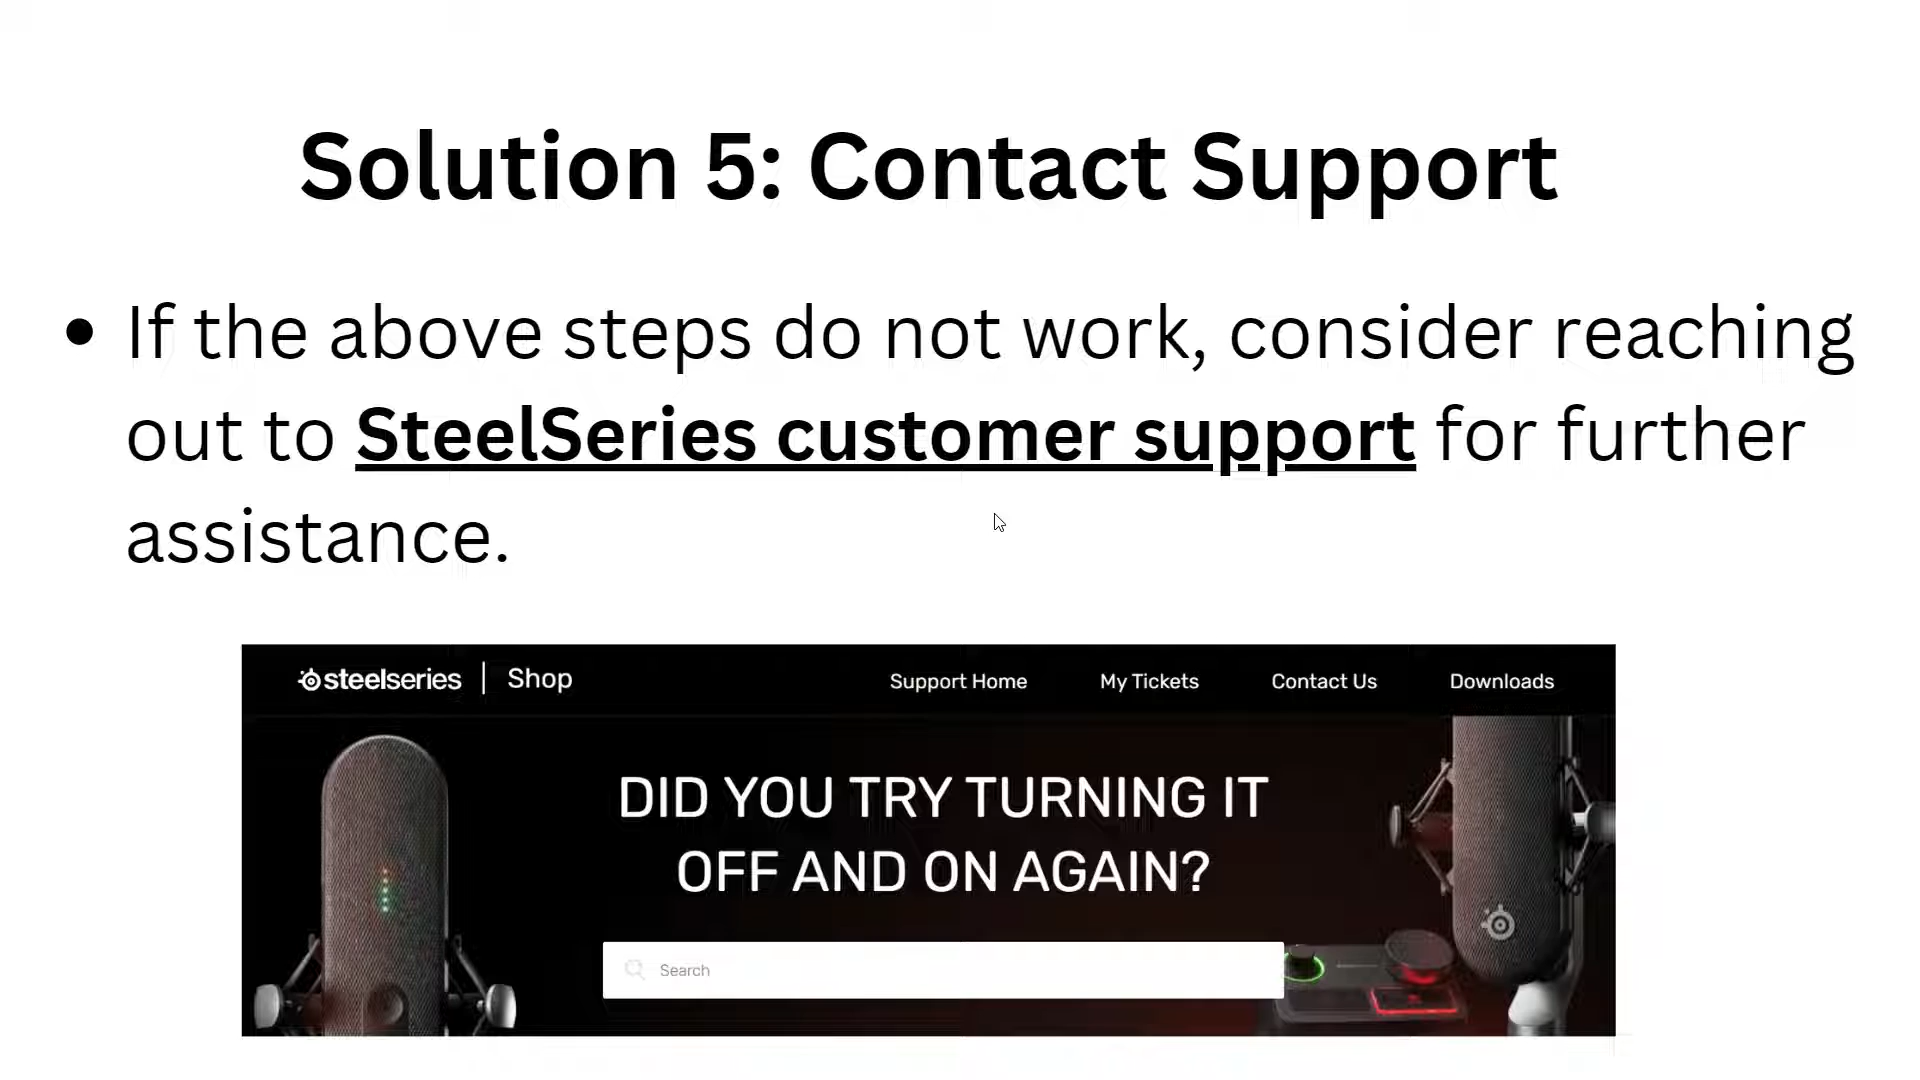 Solution 5: Contact Support
• If the above steps do not work, consider reaching
out to SteelSeries customer support for further
assistance.
steelseries | Shop Support Home My Tickets Contact Us Downloads
DID YOU TRY TURNING IT
OFF AND ON AGAIN?
Search